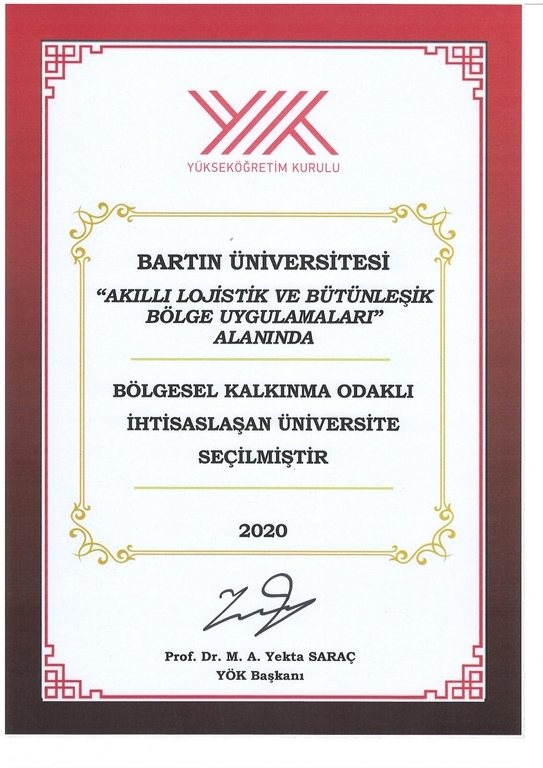 YÖK
YÜKSEKÖĞRETİM KURULU
BARTIN ÜNİVERSİTESİ
“AKILLI LOJİSTİK VE BÜTÜNLEŞİK
BÖLGE UYGULAMALARI”
ALANINDA
BÖLGESEL KALKINMA ODAKLI
İHTİSASLAŞAN ÜNİVERSİTE
SEÇİLMİŞTİR
2020
Prof. Dr. M. A. Yekta SARAÇ
YÖK Başkanı